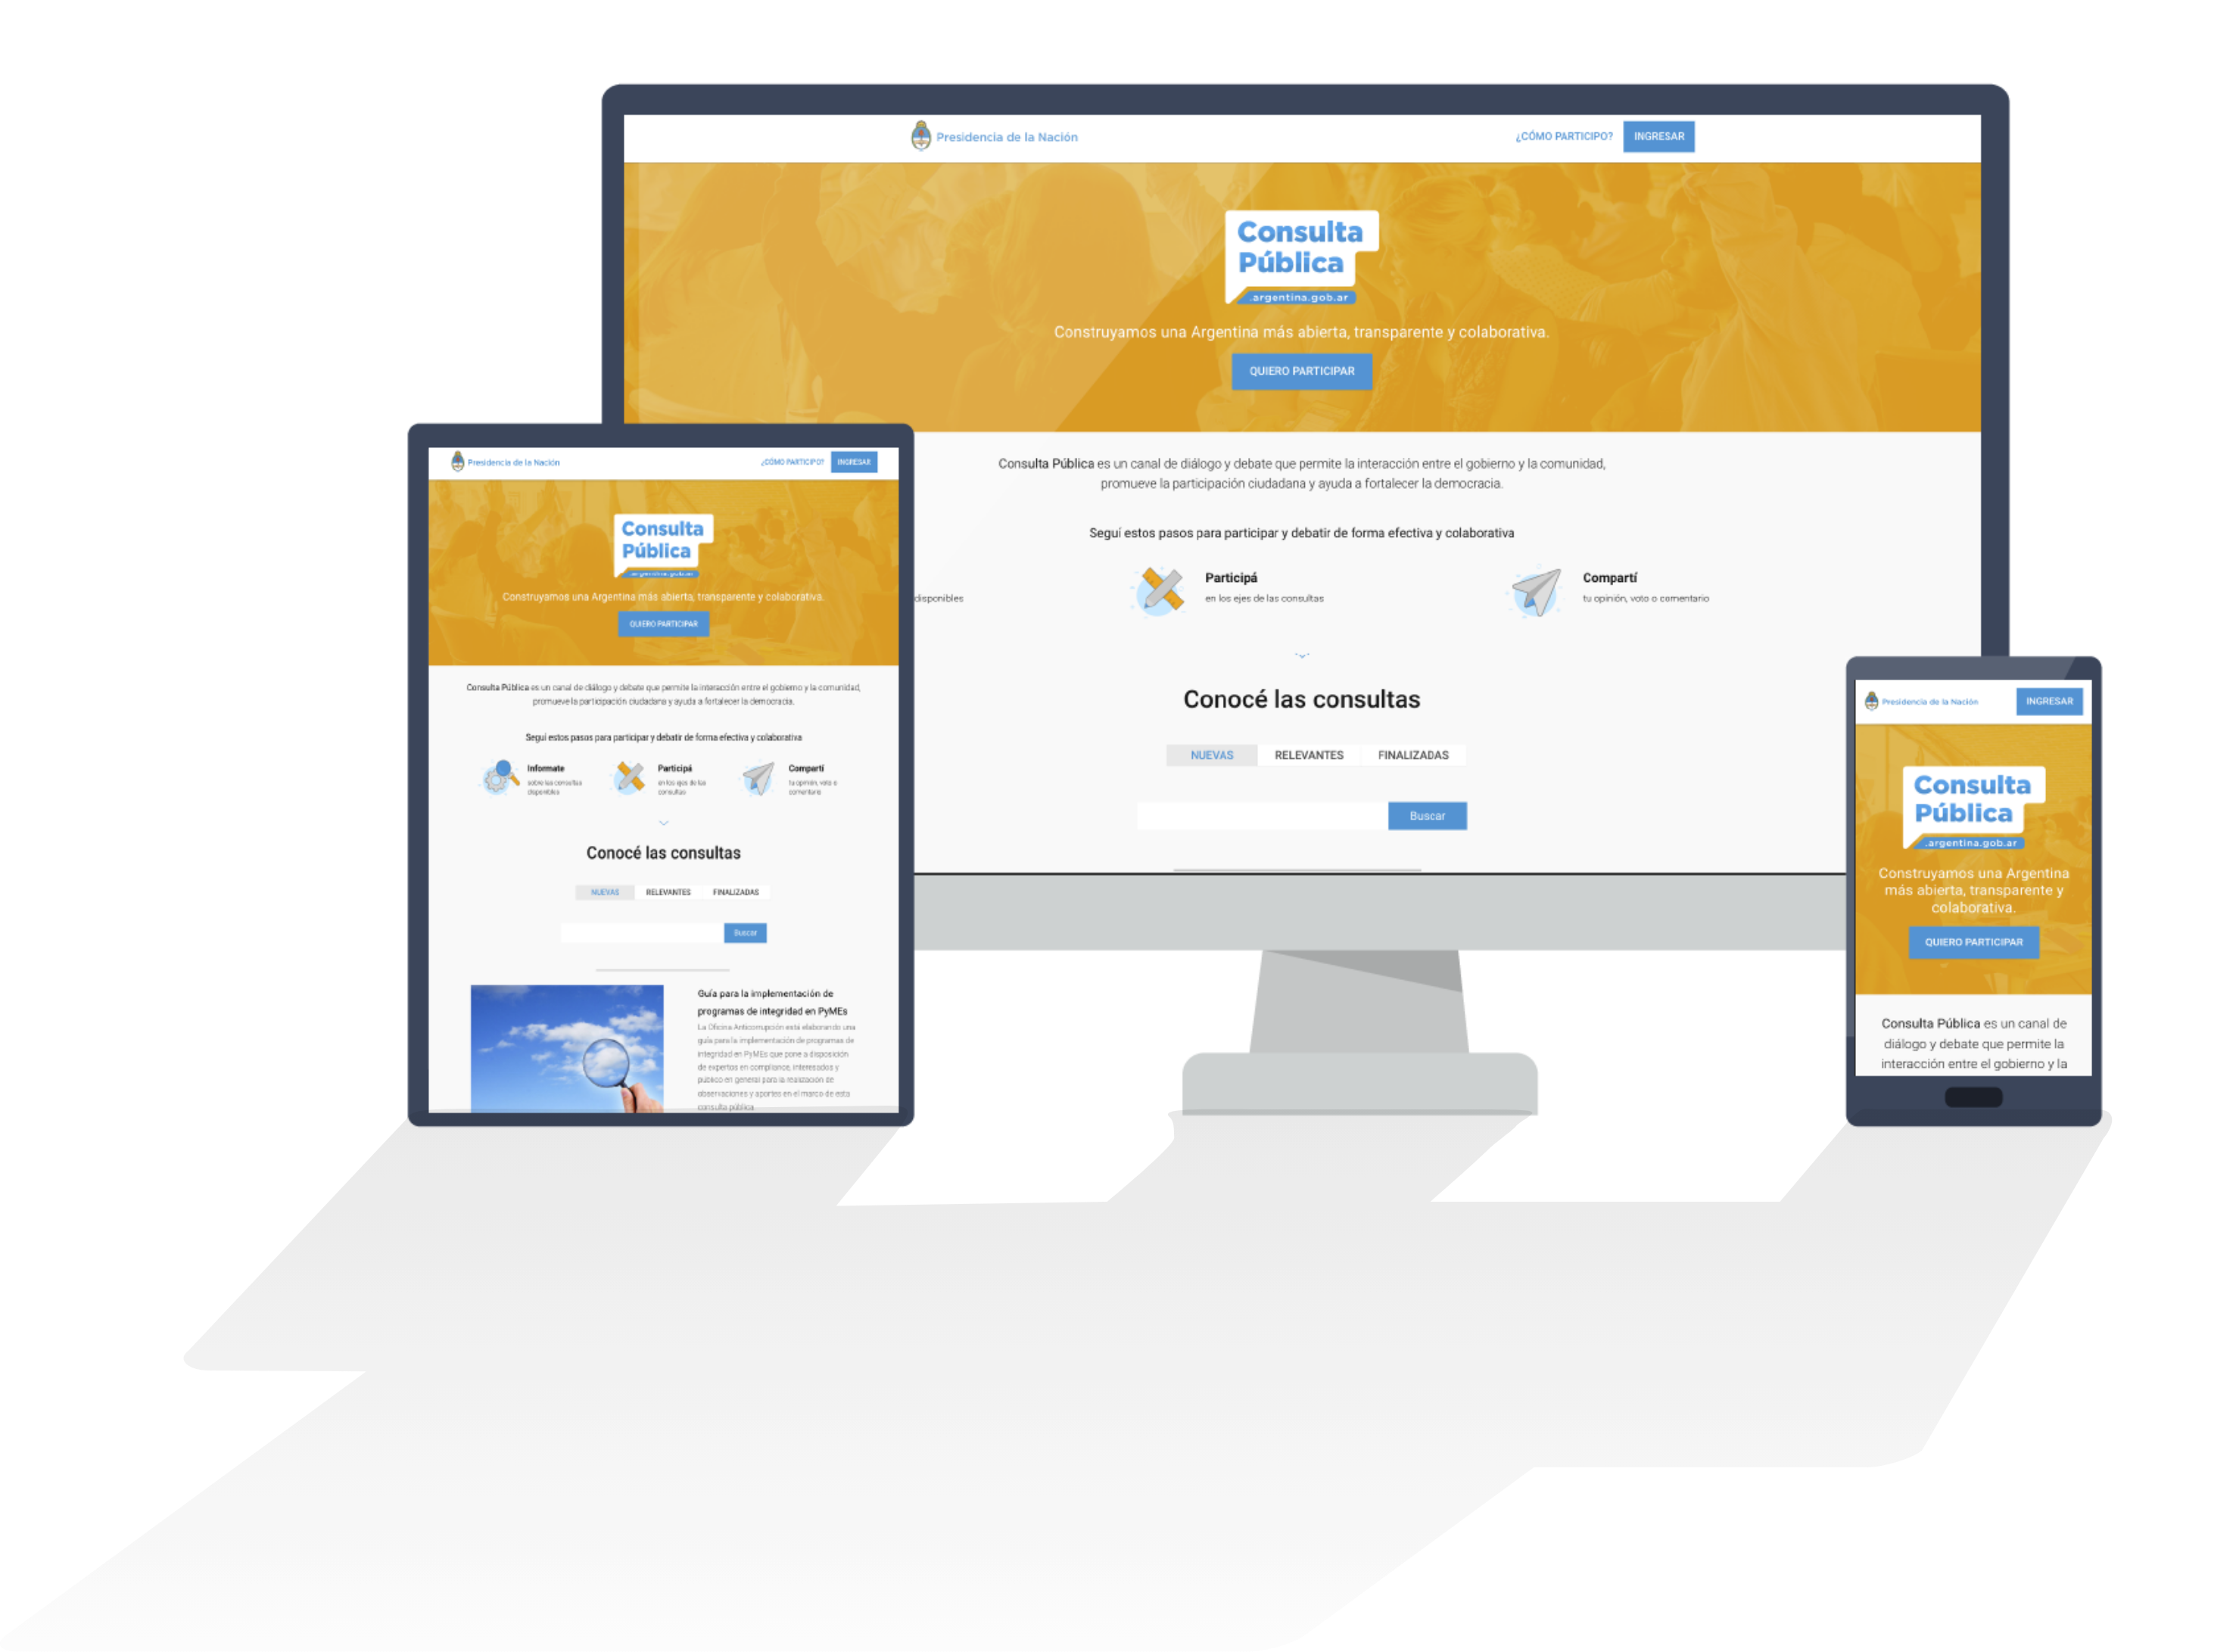 Presidencia de la Nación
¿CÓMO PARTICIPO?
INGRESAR
Consulta
Pública
.argentina.gob.ar
Construyamos una Argentina más abierta, transparente y colaborativa.
QUIERO PARTICIPAR
Consulta Pública es un canal de diálogo y debate que permite la interacción entre el gobierno y la comunidad,
promueve la participación ciudadana y ayuda a fortalecer la democracia.
Seguí estos pasos para participar y debatir de forma efectiva y colaborativa
disponibles
Participá
en los ejes de las consultas
Compartí
tu opinión, voto o comentario
Conocé las consultas
NUEVAS
RELEVANTES
FINALIZADAS
Buscar
Presidencia de la Nación
¿CÓMO PARTICIPO?
INGRESAR
Consulta
Pública
.argentina.gob.ar
Construyamos una Argentina más abierta, transparente y colaborativa.
QUIERO PARTICIPAR
Consulta Pública es un canal de diálogo y debate que permite la interacción entre el gobierno y la comunidad,
promueve la participación ciudadana y ayuda a fortalecer la democracia.
Seguí estos pasos para participar y debatir de forma efectiva y colaborativa
Informate
sobre las consultas
disponibles
Participá
en los ejes de las
consultas
Compartí
tu opinión, voto o
comentario
Conocé las consultas
NUEVAS
RELEVANTES
FINALIZADAS
Buscar
Guía para la implementación de
programas de integridad en PyMEs
La Oficina Anticorrupción está elaborando una
guía para la implementación de programas de
integridad en PyMEs que pone a disposición
de expertos en compliance, interesados y
público en general para la realización de
observaciones y aportes en el marco de esta
consulta pública.
Presidencia de la Nación
INGRESAR
Consulta
Pública
.argentina.gob.ar
Construyamos una Argentina
más abierta, transparente y
colaborativa.
QUIERO PARTICIPAR
Consulta Pública es un canal de
diálogo y debate que permite la
interacción entre el gobierno y la